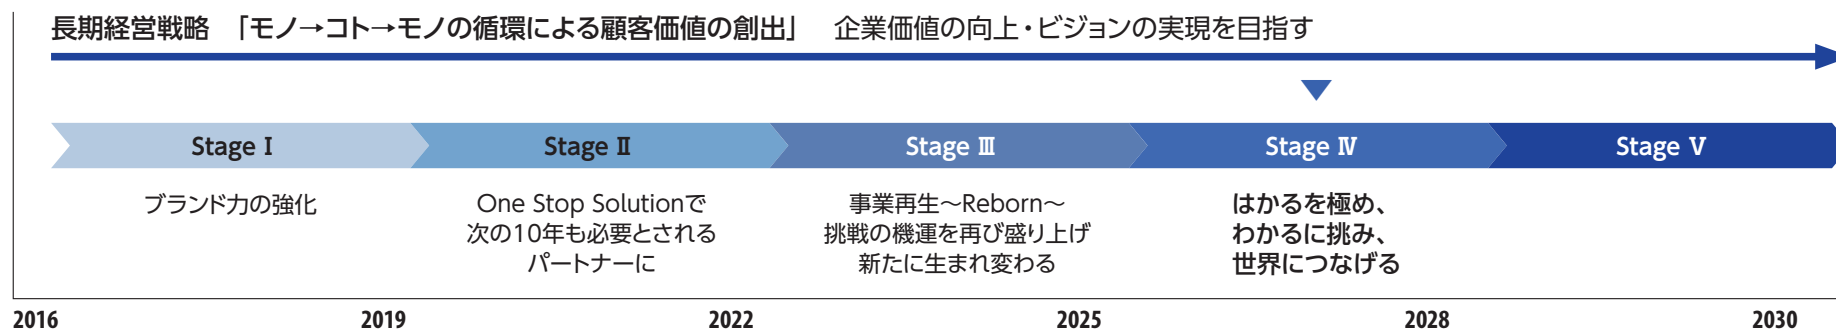 長期経営戦略 「モノ→コト→モノの循環による顧客価値の創出」 企業価値の向上・ビジョンの実現を目指す
Stage Ⅰ
Stage Ⅱ
Stage Ⅲ
Stage Ⅳ
Stage Ⅴ
ブランド力の強化
One Stop Solutionで
次の10年も必要とされる
パートナーに
事業再生～Reborn～
挑戦の機運を再び盛り上げ
新たに生まれ変わる
はかるを極め、
わかるに挑み、
世界につなげる
2016
2019
2022
2025
2028
2030